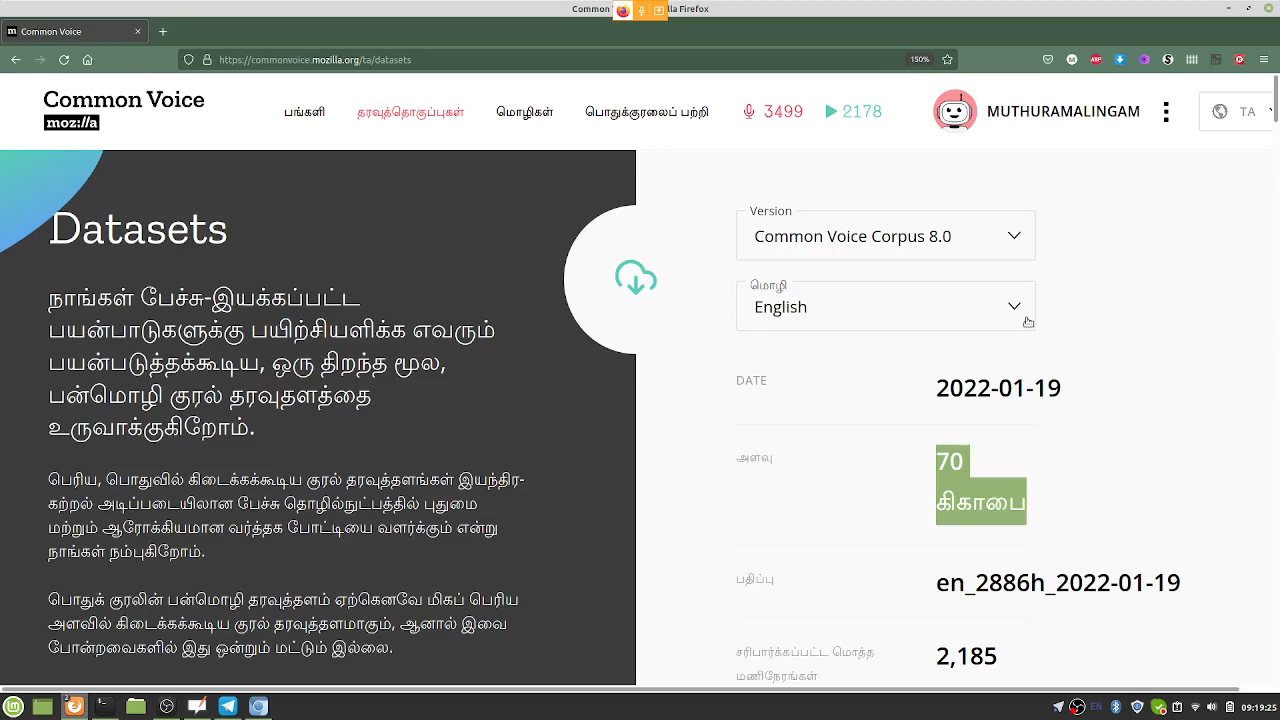 Common
lla Firefox
Common Voice
https://commonvoice.mozilla.org/ta/datasets
150%
Common Voice
moz://a
பங்களி
தரவுத்தொகுப்புகள்
மொழிகள்
பொதுக்குரலைப் பற்றி
3499
2178
MUTHURAMALINGAM
TA
Datasets
நாங்கள் பேச்சு-இயக்கப்பட்ட
பயன்பாடுகளுக்கு பயிற்சியளிக்க எவரும்
பயன்படுத்தக்கூடிய, ஒரு திறந்த மூல,
பன்மொழி குரல் தரவுதளத்தை
உருவாக்குகிறோம்.
பெரிய, பொதுவில் கிடைக்கக்கூடிய குரல் தரவுத்தளங்கள் இயந்திர-
கற்றல் அடிப்படையிலான பேச்சு தொழில்நுட்பத்தில் புதுமை
மற்றும் ஆரோக்கியமான வர்த்தக போட்டியை வளர்க்கும் என்று
நாங்கள் நம்புகிறோம்.
பொதுக் குரலின் பன்மொழி தரவுத்தளம் ஏற்கெனவே மிகப் பெரிய
அளவில் கிடைக்கக்கூடிய குரல் தரவுத்தளமாகும், ஆனால் இவை
போன்றவைகளில் இது ஒன்றும் மட்டும் இல்லை.
Version
Common Voice Corpus 8.0
மொழி
English
DATE
2022-01-19
அளவு
70
கிகாபை
பதிப்பு
en_2886h_2022-01-19
சரிபார்க்கப்பட்ட மொத்த
மணிநேரங்கள்
2,185
EN
09:19:25